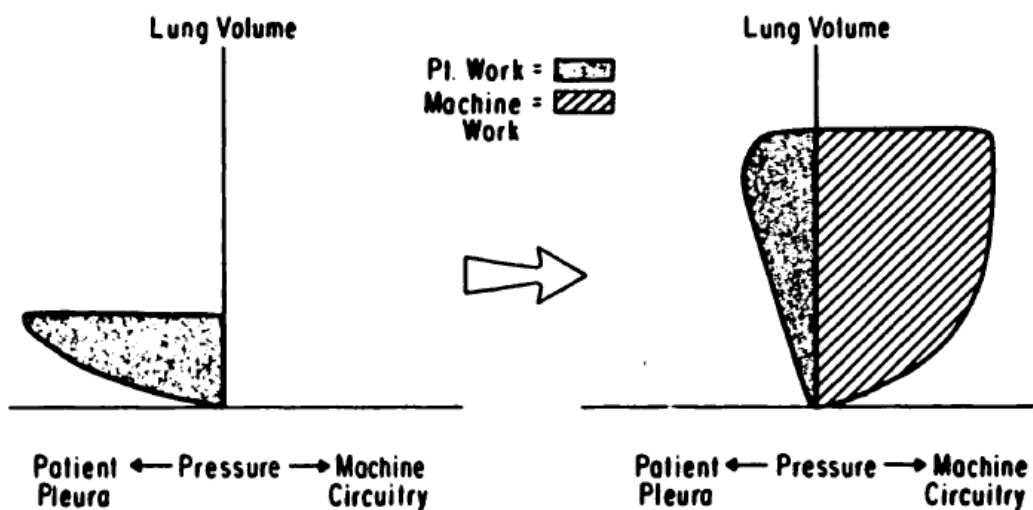 Lung Volume
Pt. Work =
Machine =
Work
Lung Volume
Patient ← Pressure → Machine
Pleura Circuitry
Patient ← Pressure → Machine
Pleura Circuitry